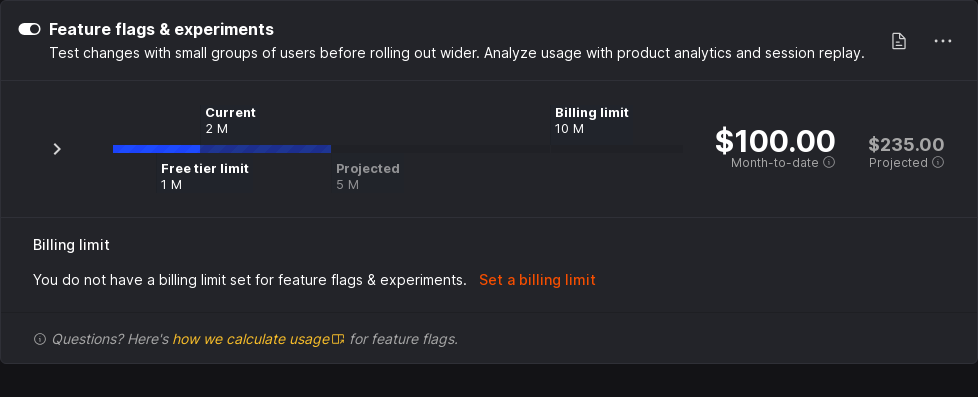 Feature flags & experiments
Test changes with small groups of users before rolling out wider. Analyze usage with product analytics and session replay.
Current
2 M
Billing limit
10 M
Free tier limit
1 M
Projected
5 M
$100.00
Month-to-date
$235.00
Projected
Billing limit
You do not have a billing limit set for feature flags & experiments. Set a billing limit
Questions? Here's how we calculate usage for feature flags.